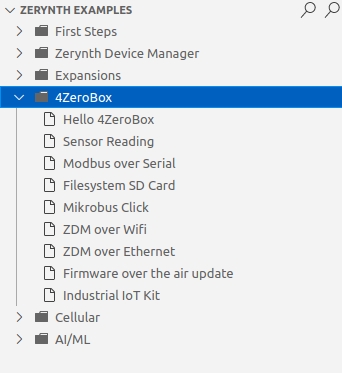 ZERYNTH EXAMPLES
First Steps
Zerynth Device Manager
Expansions
4ZeroBox
Hello 4ZeroBox
Sensor Reading
Modbus over Serial
Filesystem SD Card
Mikrobus Click
ZDM over Wifi
ZDM over Ethernet
Firmware over the air update
Industrial IoT Kit
Cellular
AI/ML